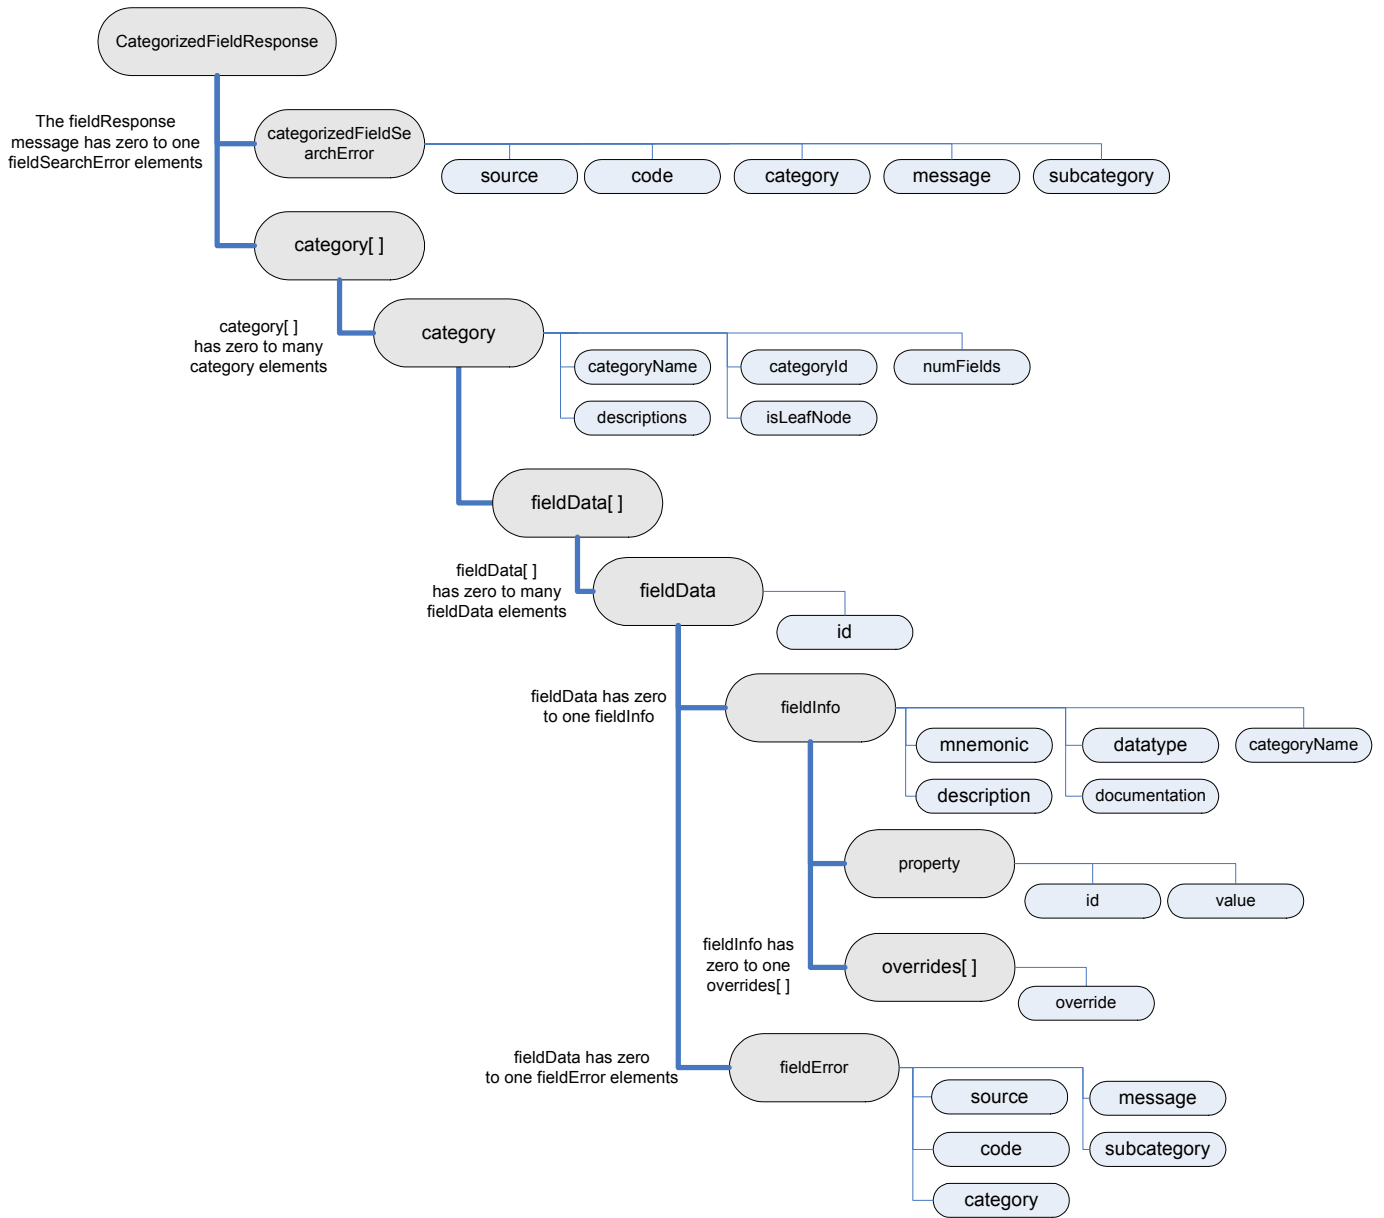 CategorizedFieldResponse
The fieldResponse
message has zero to one
fieldSearchError elements
categorizedFieldSe
archError
source
code
category
message
subcategory
category[ ]
category[ ]
has zero to many
category elements
category
categoryName
categoryId
numFields
descriptions
isLeafNode
fieldData[ ]
fieldData[ ]
has zero to many
fieldData elements
fieldData
id
fieldData has zero
to one fieldInfo
fieldInfo
mnemonic
datatype
categoryName
description
documentation
property
id
value
fieldInfo has
zero to one
overrides[ ]
overrides[ ]
override
fieldData has zero
to one fieldError elements
fieldError
source
message
code
subcategory
category